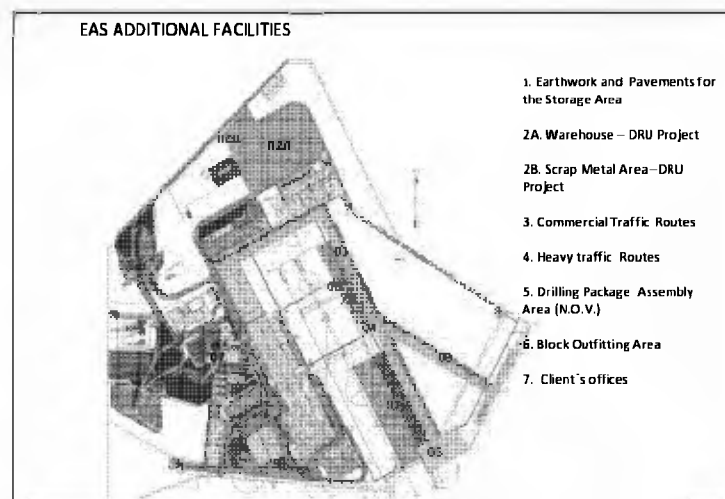 EAS ADDITIONAL FACILITIES
1. Earthwork and Pavements for
the Storage Area
2A. Warehouse – DRU Project
2B. Scrap Metal Area–DRU
Project
3. Commercial Traffic Routes
4. Heavy traffic Routes
5. Drilling Package Assembly
Area (N.O.V.)
6. Block Outfitting Area
7. Client´s offices
07
03